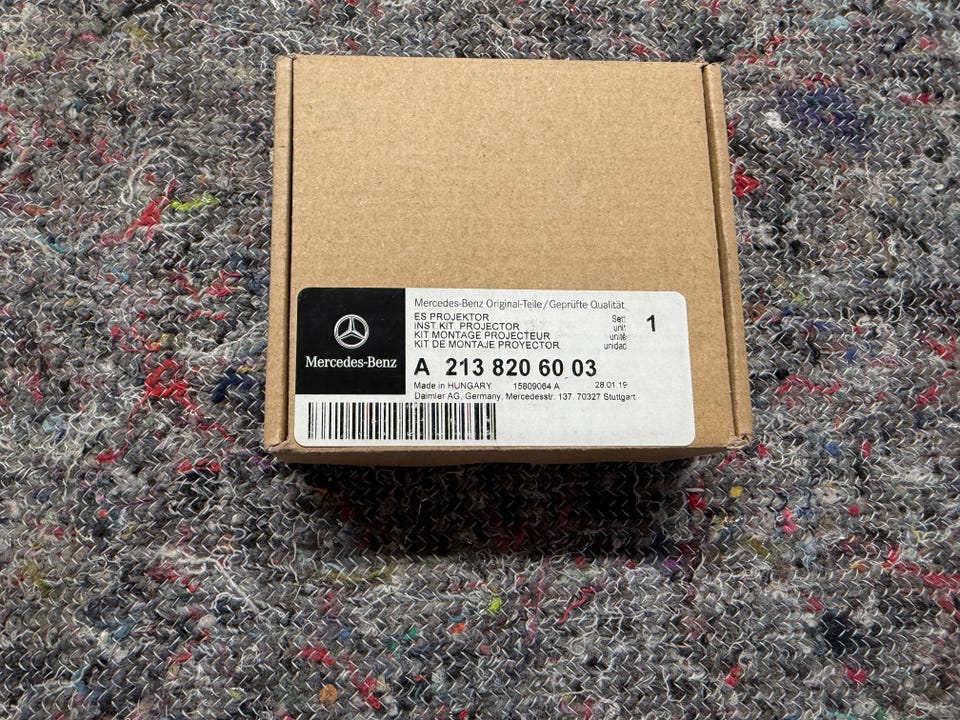 Mercedes-Benz
Mercedes-Benz Original-Teile/Geprüfte Qualität
ES PROJEKTOR
INST.KIT. PROJECTOR
KIT MONTAGE PROJECTEUR
KIT DE MONTAJE PROYECTOR
Set
unit
unité
unidad
1
A 213 820 60 03
Made in HUNGARY 15809064 A 28.01.19
Daimler AG, Germany, Mercedesstr. 137, 70327 Stuttgart